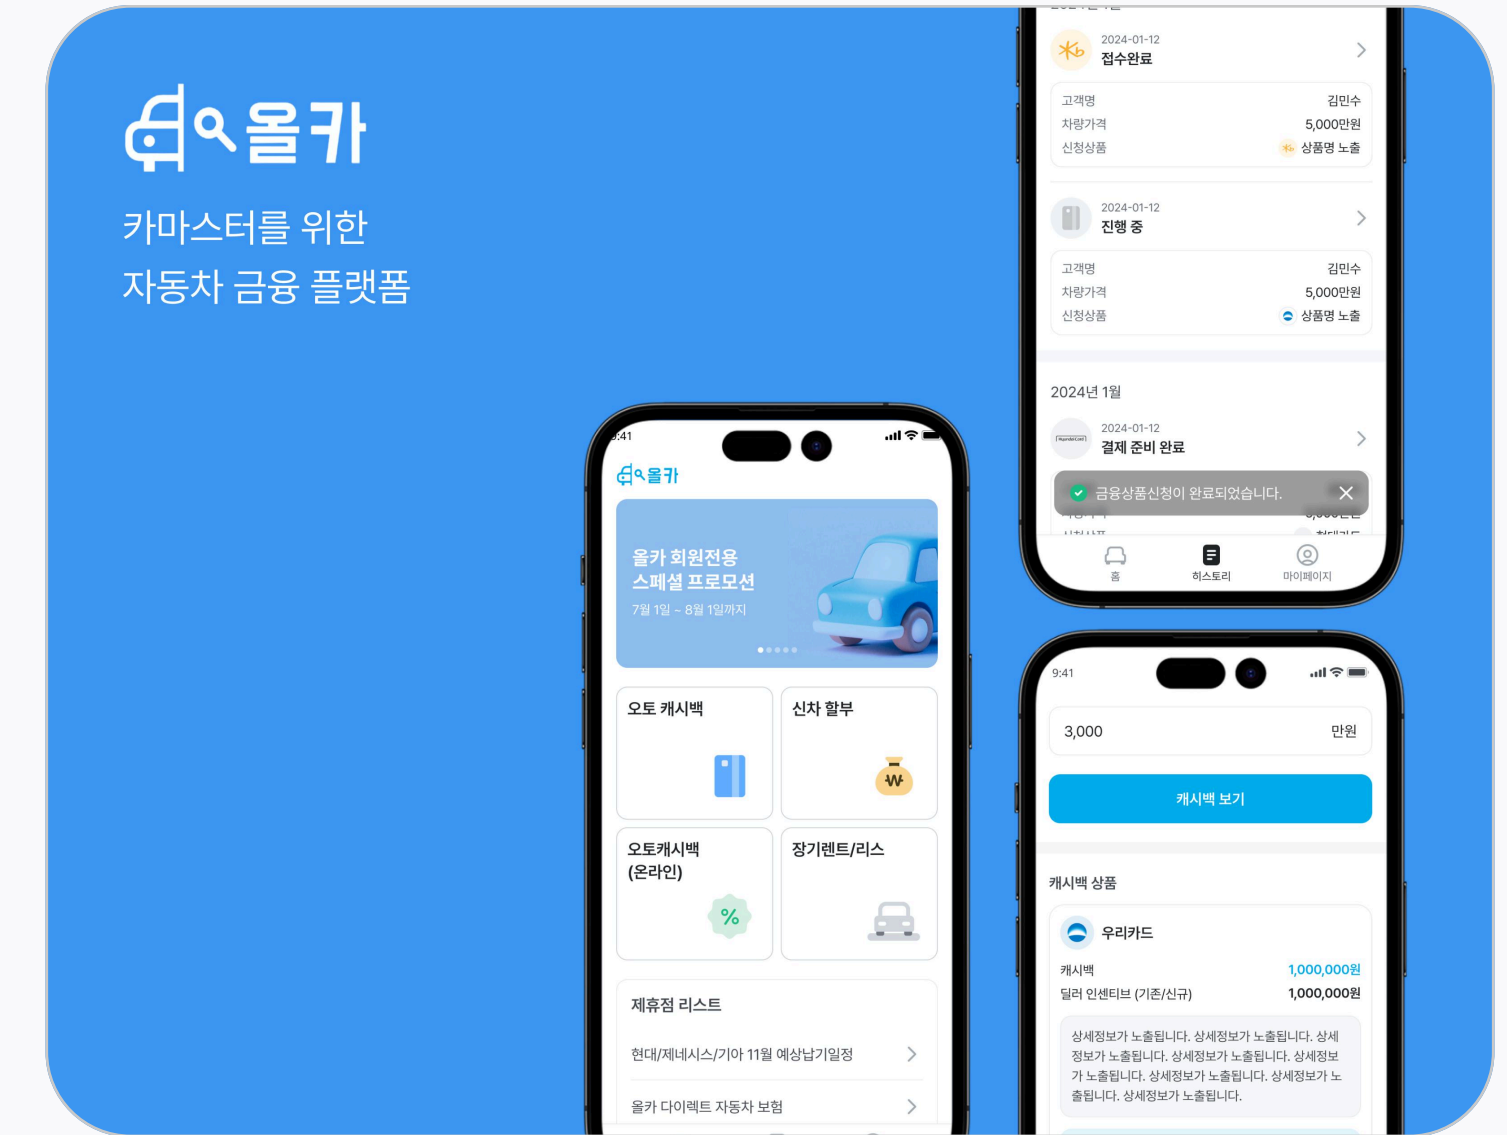 올카
카마스터를 위한
자동차 금융 플랫폼
9:41
올카
올카 회원전용
스페셜 프로모션
7월 1일 ~ 8월 1일까지
오토 캐시백
신차 할부
오토캐시백
(온라인)
%
장기렌트/리스
제휴점 리스트
현대/제네시스/기아 11월 예상납기일정
올카 다이렉트 자동차 보험
2024-01-12
접수완료
고객명 김민수
차량가격 5,000만원
신청상품 상품명 노출
2024-01-12
진행 중
고객명 김민수
차량가격 5,000만원
신청상품 상품명 노출
2024년 1월
2024-01-12
결제 준비 완료
금융상품신청이 완료되었습니다.
홈 히스토리 마이페이지
9:41
3,000 만원
캐시백 보기
캐시백 상품
우리카드
캐시백 1,000,000원
딜러 인센티브 (기존/신규) 1,000,000원
상세정보가 노출됩니다. 상세정보가 노출됩니다. 상세
정보가 노출됩니다. 상세정보가 노출됩니다. 상세정보
가 노출됩니다. 상세정보가 노출됩니다. 상세정보가 노
출됩니다. 상세정보가 노출됩니다.